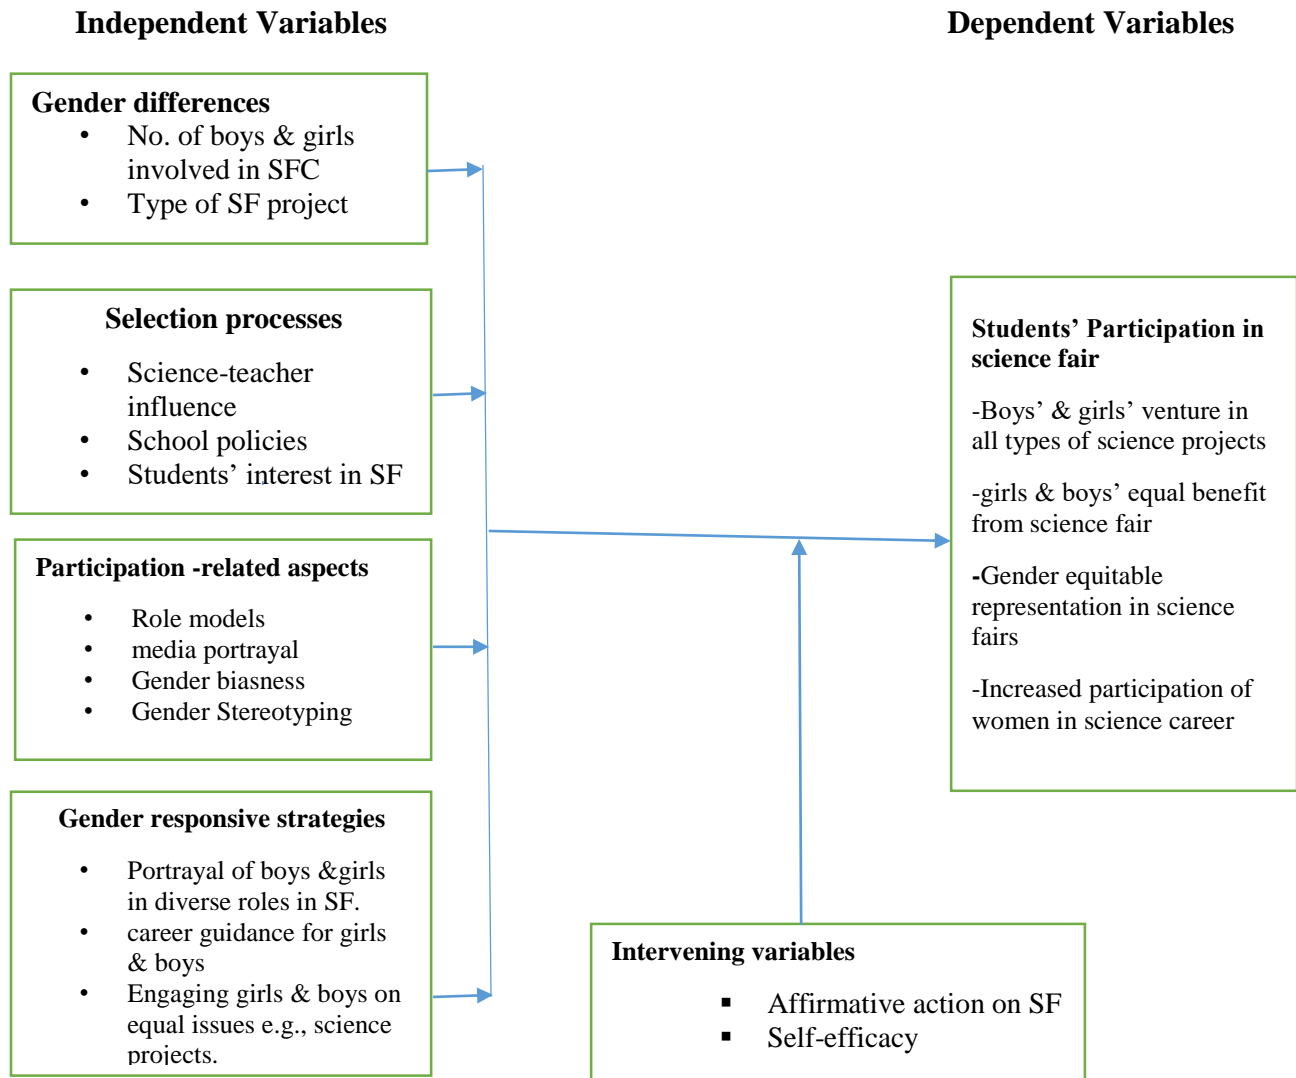 Independent Variables
Dependent Variables
Gender differences
• No. of boys & girls
involved in SFC
• Type of SF project
Selection processes
• Science-teacher
influence
• School policies
• Students’ interest in SF
Participation -related aspects
• Role models
• media portrayal
• Gender biasness
• Gender Stereotyping
Gender responsive strategies
• Portrayal of boys &girls
in diverse roles in SF.
• career guidance for girls
& boys
• Engaging girls & boys on
equal issues e.g., science
projects.
Students’ Participation in
science fair
-Boys’ & girls’ venture in
all types of science projects
-girls & boys’ equal benefit
from science fair
-Gender equitable
representation in science
fairs
-Increased participation of
women in science career
Intervening variables
▪ Affirmative action on SF
▪ Self-efficacy